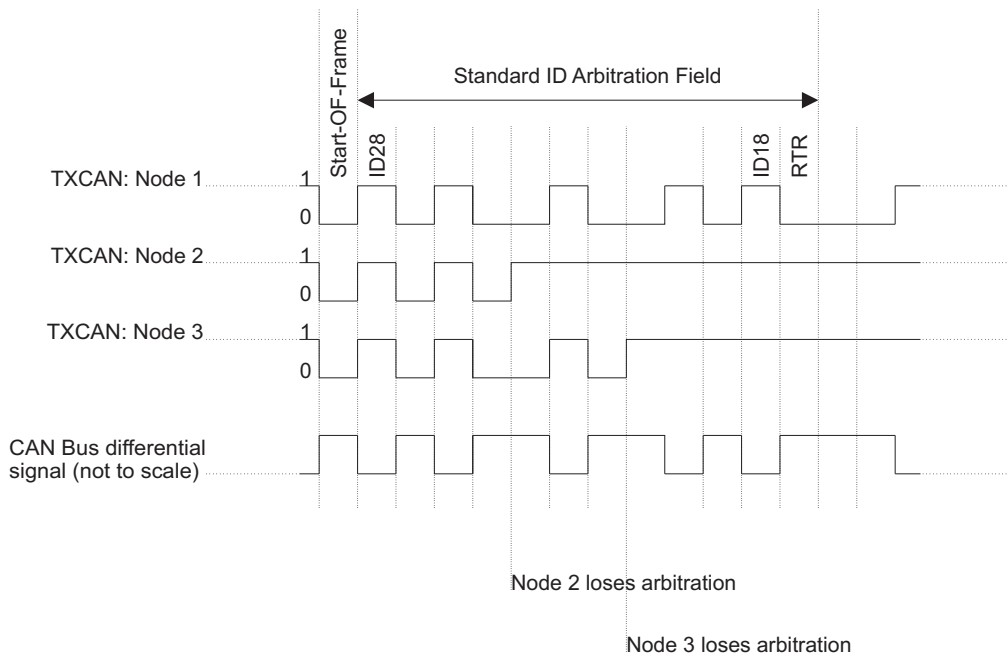 Start-OF-Frame
Standard ID Arbitration Field
ID28
ID18
RTR
TXCAN: Node 1
1
0
TXCAN: Node 2
1
0
TXCAN: Node 3
1
0
CAN Bus differential
signal (not to scale)
Node 2 loses arbitration
Node 3 loses arbitration